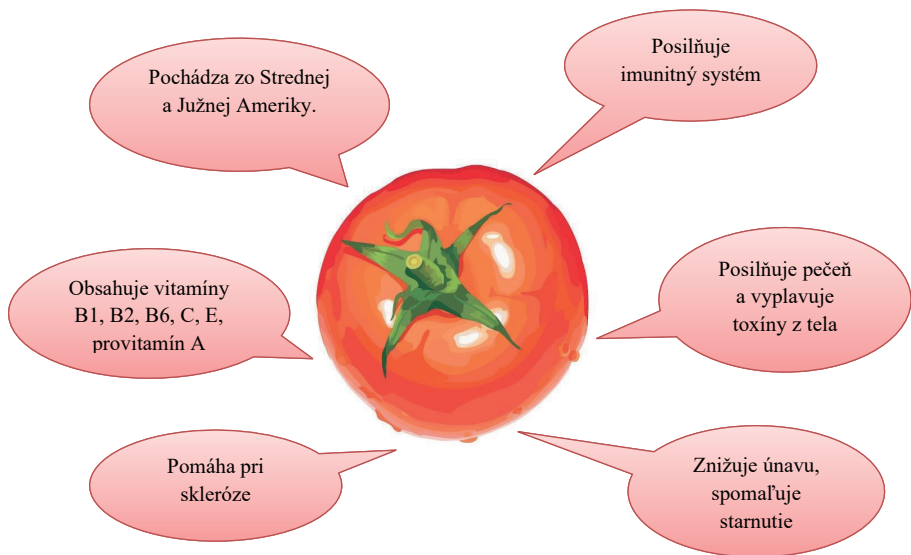 Pochádza zo Strednej
a Južnej Ameriky.
Posilňuje
imunitný systém
Obsahuje vitamíny
B1, B2, B6, C, E,
provitamín A
Posilňuje pečeň
a vyplavuje
toxíny z tela
Pomáha pri
skleróze
Znižuje únavu,
spomaľuje
starnutie